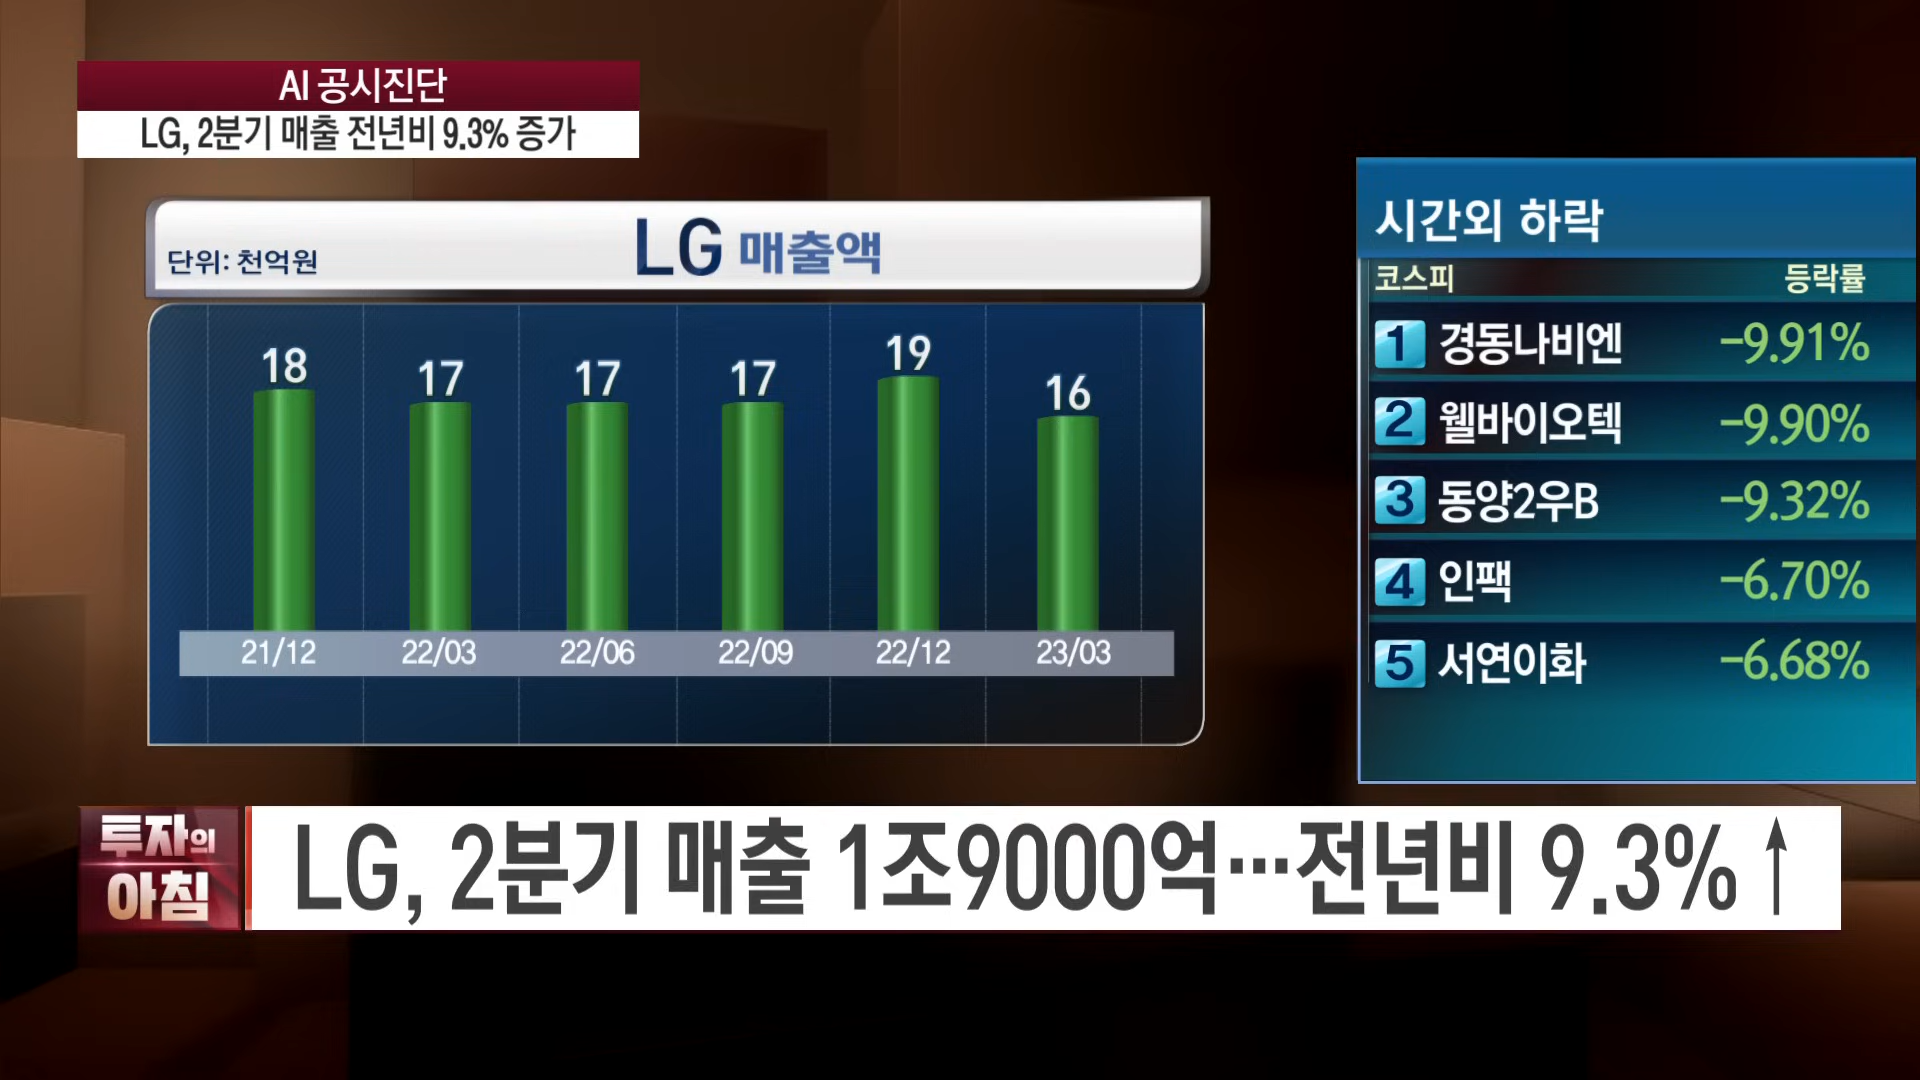 AI 공시진단
LG, 2분기 매출 전년비 9.3% 증가
단위: 천억원
LG 매출액
18 17 17 17 19 16
21/12 22/03 22/06 22/09 22/12 23/03
시간외 하락
코스피 등락률
1 경동나비엔 -9.91%
2 웰바이오텍 -9.90%
3 동양2우B -9.32%
4 인팩 -6.70%
5 서연이화 -6.68%
투자의
아침
LG, 2분기 매출 1조9000억…전년비 9.3%↑